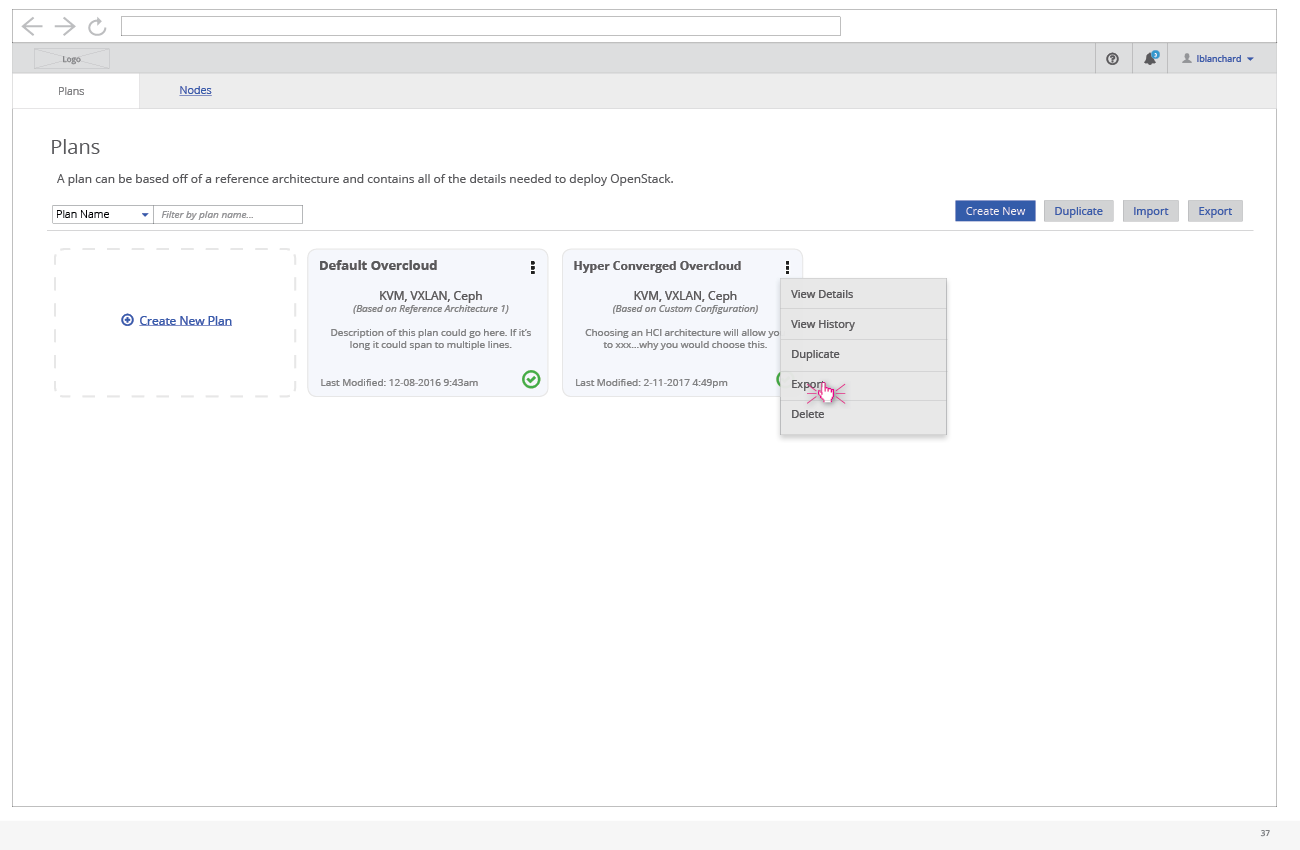 Logo
3
lblanchard
Plans
Nodes
Plans
A plan can be based off of a reference architecture and contains all of the details needed to deploy OpenStack.
Plan Name
Filter by plan name...
Create New
Duplicate
Import
Export
Create New Plan
Default Overcloud
KVM, VXLAN, Ceph
(Based on Reference Architecture 1)
Description of this plan could go here. If it's
long it could span to multiple lines.
Last Modified: 12-08-2016 9:43am
Hyper Converged Overcloud
KVM, VXLAN, Ceph
(Based on Custom Configuration)
Choosing an HCI architecture will allow yo
to xxx...why you would choose this.
Last Modified: 2-11-2017 4:49pm
View Details
View History
Duplicate
Export
Delete
37